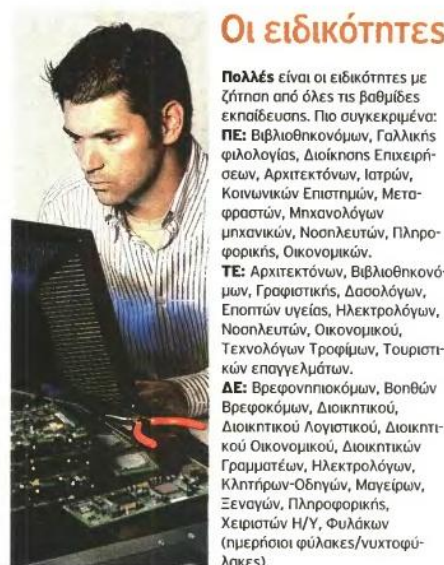 Οι ειδικότητες
Πολλές είναι οι ειδικότητες με
ζήτηση από όλες τις βαθμίδες
εκπαίδευσης. Πιο συγκεκριμένα:
ΠΕ: Βιβλιοθηκονόμων, Γαλλικής
φιλολογίας, Διοίκησης Επιχειρή-
σεων, Αρχιτεκτόνων, Ιατρών,
Κοινωνικών Επιστημών, Μετα-
φραστών, Μηχανολόγων
μηχανικών, Νοσηλευτών, Πληρο-
φορικής, Οικονομικών.
ΤΕ: Αρχιτεκτόνων, Βιβλιοθηκονό-
μων, Γραφιστικής, Δασολόγων,
Εποπτών υγείας, Ηλεκτρολόγων,
Νοσηλευτών, Οικονομικού,
Τεχνολόγων Τροφίμων, Τουριστι-
κών επαγγελμάτων.
ΔΕ: Βρεφονηπιοκόμων, Βοηθών
Βρεφοκόμων, Διοικητικού,
Διοικητικού Λογιστικού, Διοικητι-
κού Οικονομικού, Διοικητικών
Γραμματέων, Ηλεκτρολόγων,
Κλητήρων-Οδηγών, Μαγείρων,
Ξεναγών, Πληροφορικής,
Χειριστών Η/Υ, Φυλάκων
(ημερήσιοι φύλακες/νυχτοφύ-
λακες)